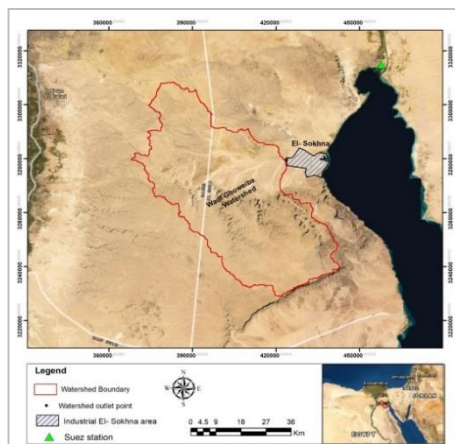 360000 390000 420000 450000
3320000
3300000
3280000
3260000
3240000
3220000
El- Sokhna
Wadi Ghoweiba
Watershed
360000 390000 420000 450000
Legend
Watershed Boundary
Watershed outlet point
Industrial El- Sokhna area
Suez station
N
W E
S
0 4.5 9 18 27 36
Km
EGYPT